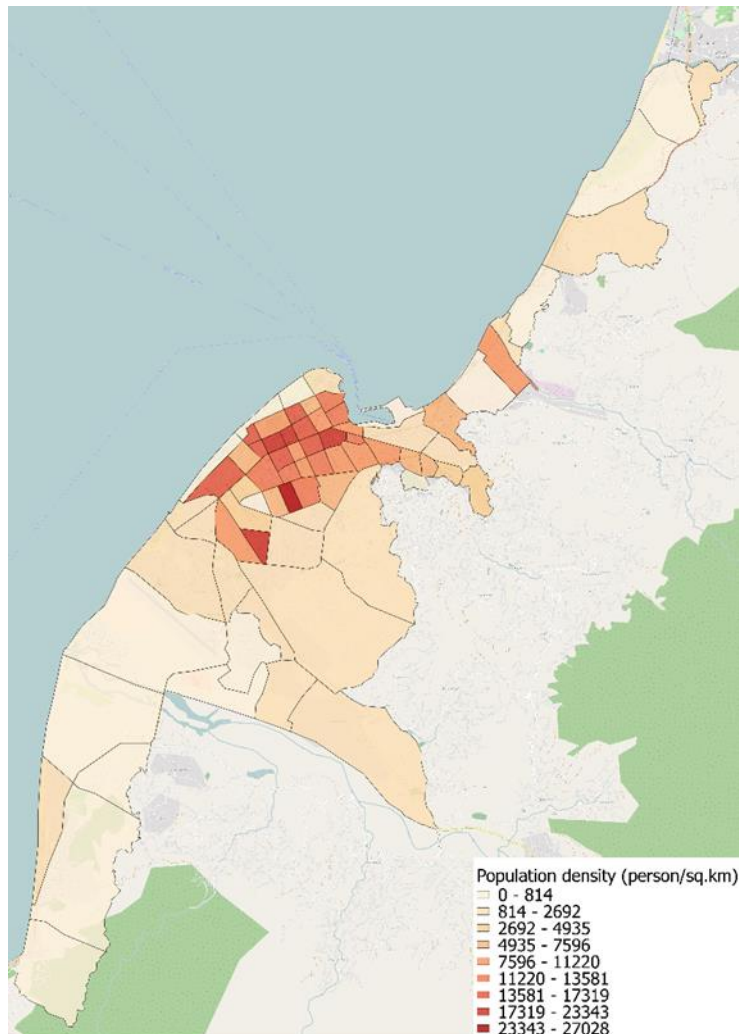 Population density (person/sq.km)
0 - 814
814 - 2692
2692 - 4935
4935 - 7596
7596 - 11220
11220 - 13581
13581 - 17319
17319 - 23343
23343 - 27028